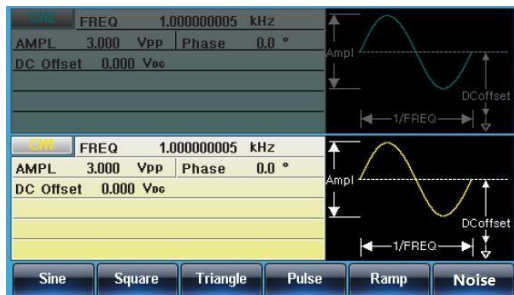 CH2 FREQ 1.000000005 kHz
AMPL 3.000 VPP Phase 0.0 °
DC Offset 0.000 VDC
Ampl
DCoffset
1/FREQ
CH1 FREQ 1.000000005 kHz
AMPL 3.000 VPP Phase 0.0 °
DC Offset 0.000 VDC
Ampl
DCoffset
1/FREQ
Sine Square Triangle Pulse Ramp Noise